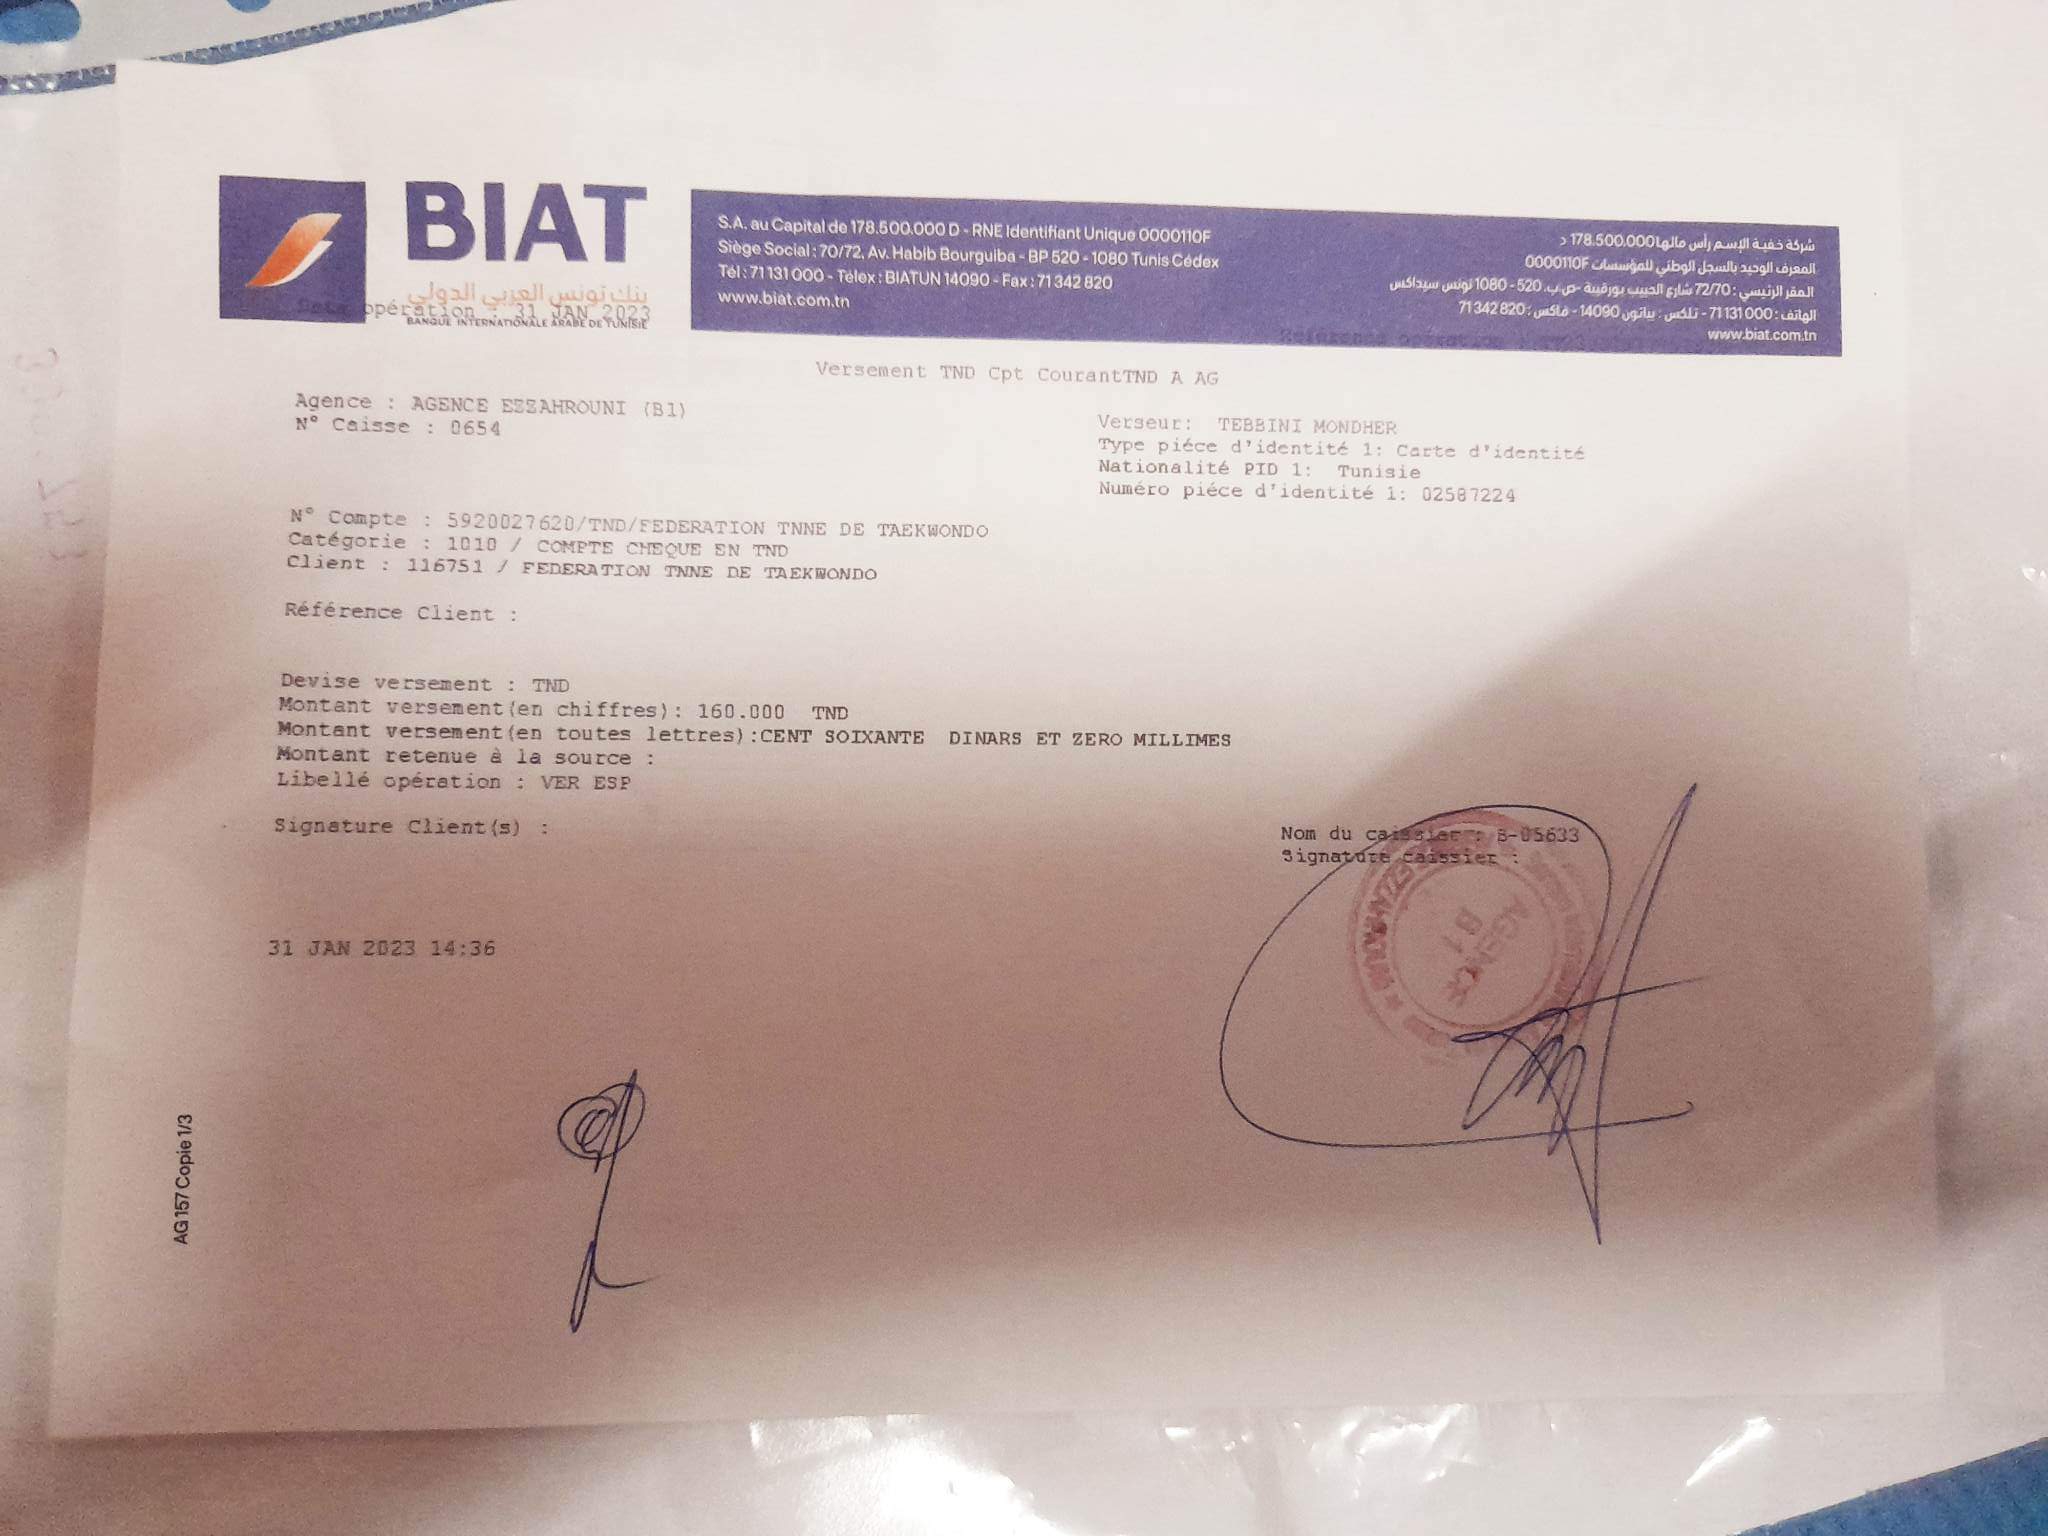 BIAT
بنك تونس العربي الدولي
BANQUE INTERNATIONALE ARABE DE TUNISIE
Date opération : 31 JAN 2023
S.A. au Capital de 178.500.000 D - RNE Identifiant Unique 0000110F
Siège Social : 70/72, Av. Habib Bourguiba - BP 520 - 1080 Tunis Cédex
Tél : 71 131 000 - Télex : BIATUN 14090 - Fax : 71 342 820
www.biat.com.tn
شركة خفية الإسم رأس مالها 178.500.000 د
المعرف الوحيد بالسجل الوطني للمؤسسات 0000110F
المقر الرئيسي : 72/70 شارع الحبيب بورقيبة -ص.ب. 520 - 1080 تونس سيداكس
الهاتف : 71 131 000 - تلكس : بياتون 14090 - فاكس : 71 342 820
www.biat.com.tn
Référence opération :
Versement TND Cpt CourantTND A AG
Agence : AGENCE EZZAHROUNI (B1)
N° Caisse : 0654
Verseur: TEBBINI MONDHER
Type piéce d'identité 1: Carte d'identité
Nationalité PID 1: Tunisie
Numéro piéce d'identité 1: 02587224
N° Compte : 5920027620/TND/FEDERATION TNNE DE TAEKWONDO
Catégorie : 1010 / COMPTE CHEQUE EN TND
Client : 116751 / FEDERATION TNNE DE TAEKWONDO
Référence Client :
Devise versement : TND
Montant versement(en chiffres): 160.000 TND
Montant versement(en toutes lettres):CENT SOIXANTE DINARS ET ZERO MILLIMES
Montant retenue à la source :
Libellé opération : VER ESP
Signature Client(s) :
Nom du caissier : B-05633
Signature caissier :
AGENCE
B1
31 JAN 2023 14:36
AG 157 Copie 1/3